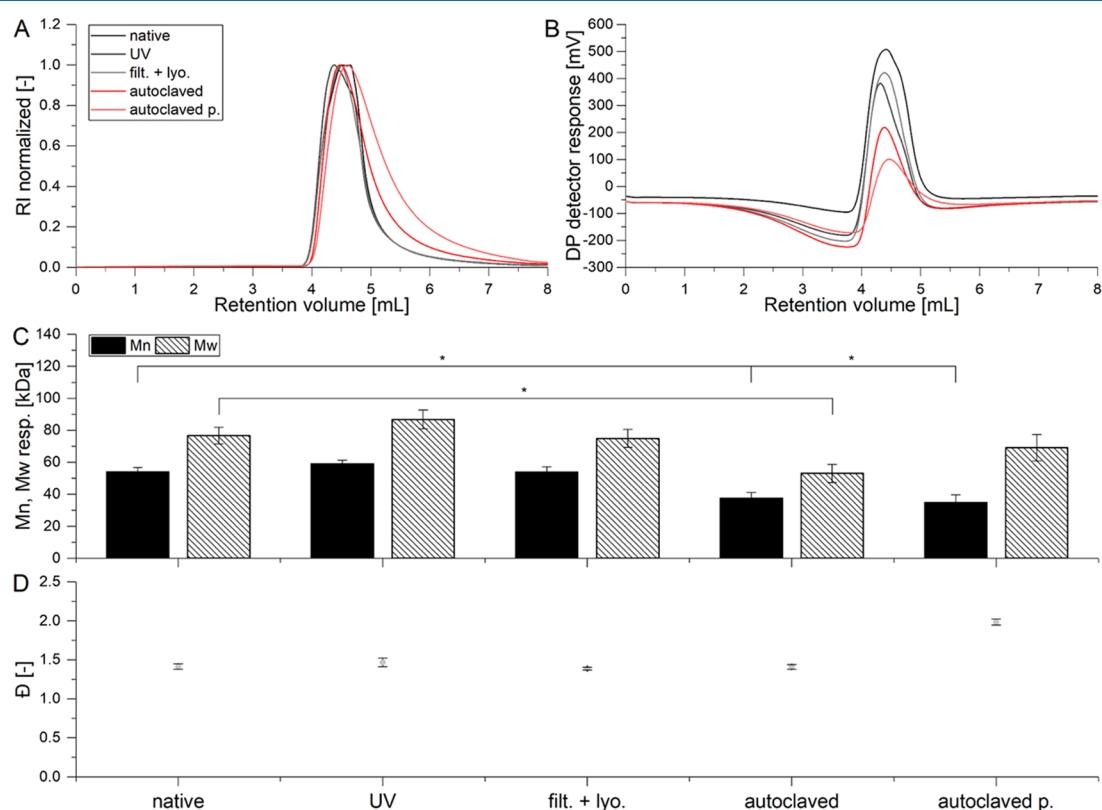 A
RI normalized [-]
1.2
1.0
0.8
0.6
0.4
0.2
0.0
native
UV
filt. + lyo.
autoclaved
autoclaved p.
0 1 2 3 4 5 6 7 8
Retention volume [mL]
B
DP detector response [mV]
600
500
400
300
200
100
0
-100
-200
-300
0 1 2 3 4 5 6 7 8
Retention volume [mL]
C
Mn, Mw resp. [kDa]
140
120
100
80
60
40
20
0
Mn Mw
* *
*
D
Đ [-]
2.5
2.0
1.5
1.0
0.5
0.0
native UV filt. + lyo. autoclaved autoclaved p.